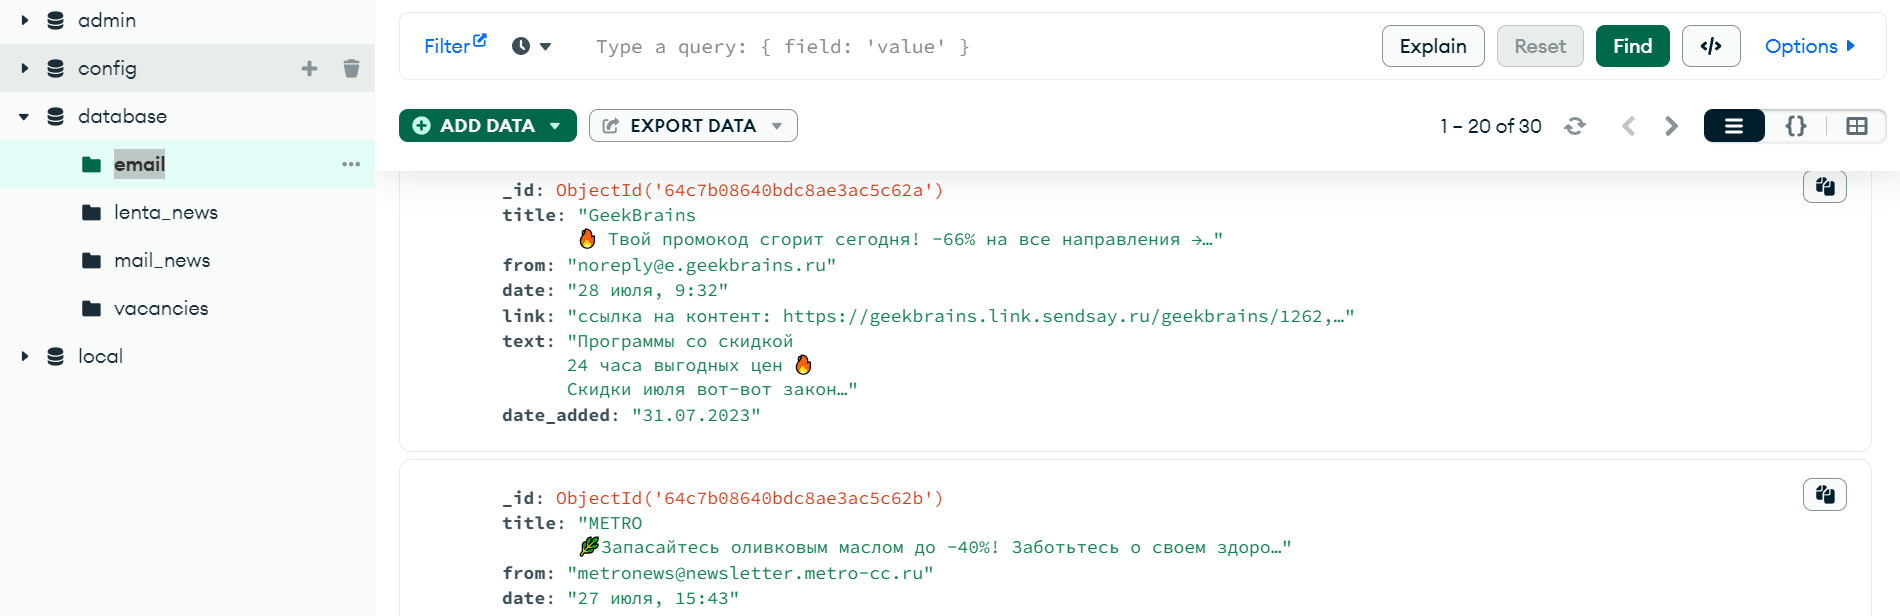 admin
config
database
email
lenta_news
mail_news
vacancies
local
Filter
Type a query: { field: 'value' }
Explain
Reset
Find
</>
Options
ADD DATA
EXPORT DATA
1 – 20 of 30
{}
_id: ObjectId('64c7b08640bdc8ae3ac5c62a')
title: "GeekBrains
🔥 Твой промокод сгорит сегодня! -66% на все направления →…"
from: "noreply@e.geekbrains.ru"
date: "28 июля, 9:32"
link: "ссылка на контент: https://geekbrains.link.sendsay.ru/geekbrains/1262,…"
text: "Программы со скидкой
24 часа выгодных цен 🔥
Скидки июля вот-вот закон…"
date_added: "31.07.2023"
_id: ObjectId('64c7b08640bdc8ae3ac5c62b')
title: "METRO
🌿Запасайтесь оливковым маслом до -40%! Заботьтесь о своем здоро…"
from: "metronews@newsletter.metro-cc.ru"
date: "27 июля, 15:43"